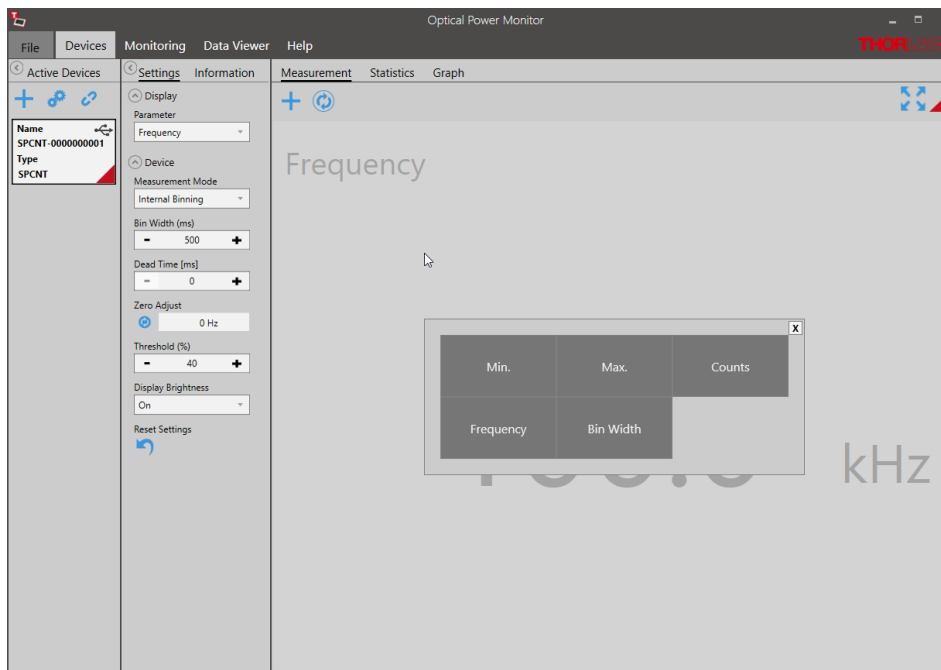 Optical Power Monitor
File Devices Monitoring Data Viewer Help
Active Devices
Name
SPCNT-0000000001
Type
SPCNT
Settings Information
Display
Parameter
Frequency
Device
Measurement Mode
Internal Binning
Bin Width (ms)
- 500 +
Dead Time [ms]
- 0 +
Zero Adjust
0 Hz
Threshold (%)
- 40 +
Display Brightness
On
Reset Settings
Measurement Statistics Graph
Frequency
X
Min. Max. Counts
Frequency Bin Width
kHz